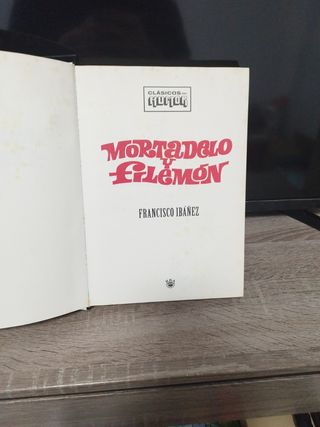 CLÁSICOS DEL
HUMOR
MORTADELO
Y
FILEMÓN
FRANCISCO IBÁÑEZ